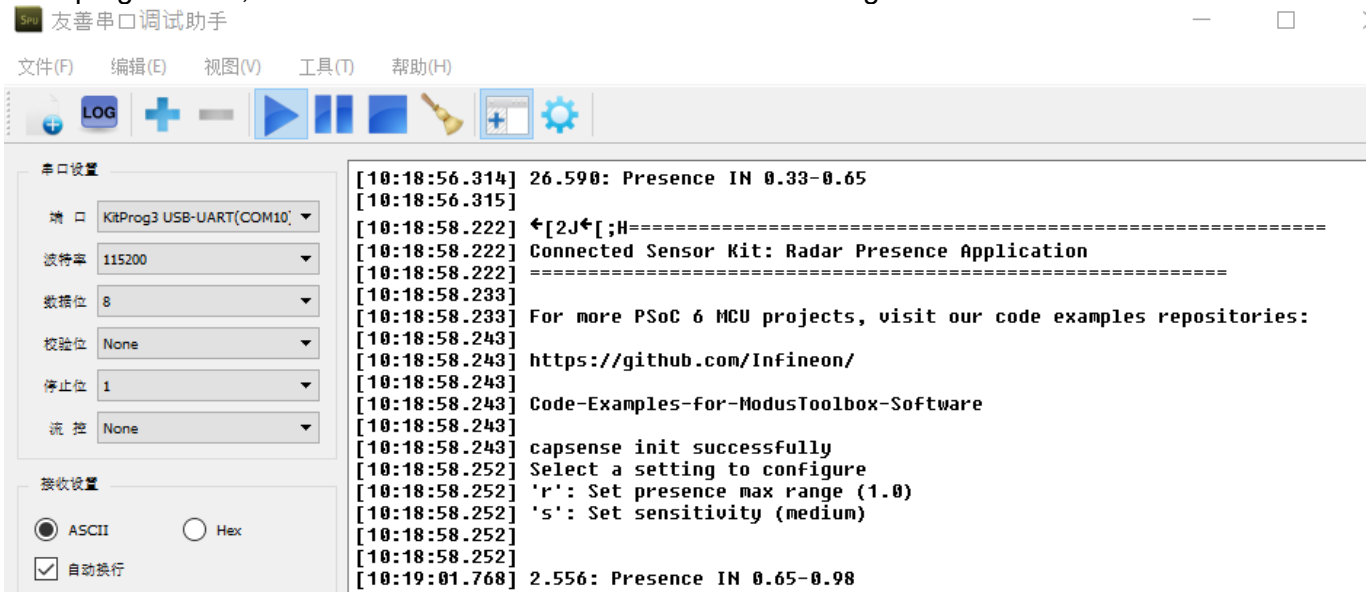 SPU 友善串口调试助手
文件(F) 编辑(E) 视图(V) 工具(T) 帮助(H)
LOG
串口设置
端 口 KitProg3 USB-UART(COM10)
波特率 115200
数据位 8
校验位 None
停止位 1
流 控 None
接收设置
ASCII Hex
自动换行
[10:18:56.314] 26.590: Presence IN 0.33-0.65
[10:18:56.315]
[10:18:58.222] ←[2J←[;H============================================================
[10:18:58.222] Connected Sensor Kit: Radar Presence Application
[10:18:58.222] ============================================================
[10:18:58.233]
[10:18:58.233] For more PSoC 6 MCU projects, visit our code examples repositories:
[10:18:58.243]
[10:18:58.243] https://github.com/Infineon/
[10:18:58.243]
[10:18:58.243] Code-Examples-for-ModusToolbox-Software
[10:18:58.243]
[10:18:58.243] capsense init successfully
[10:18:58.252] Select a setting to configure
[10:18:58.252] 'r': Set presence max range (1.0)
[10:18:58.252] 's': Set sensitivity (medium)
[10:18:58.252]
[10:18:58.252]
[10:19:01.768] 2.556: Presence IN 0.65-0.98